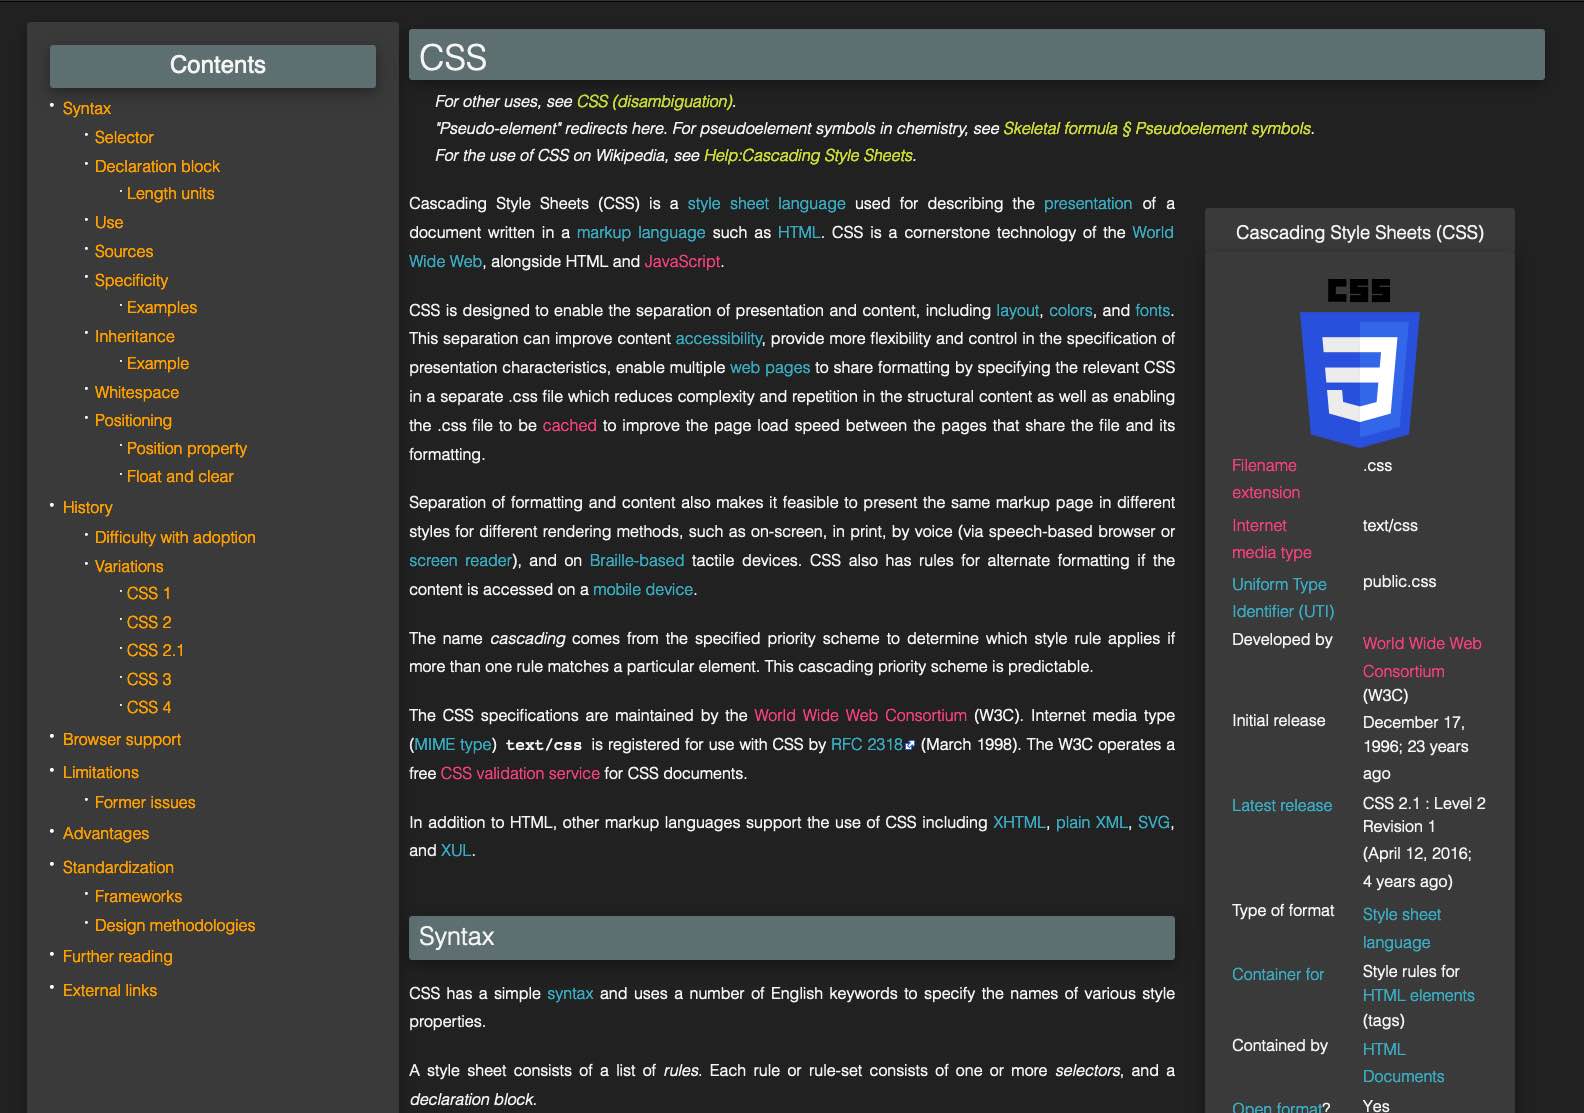 Contents
Syntax
Selector
Declaration block
Length units
Use
Sources
Specificity
Examples
Inheritance
Example
Whitespace
Positioning
Position property
Float and clear
History
Difficulty with adoption
Variations
CSS 1
CSS 2
CSS 2.1
CSS 3
CSS 4
Browser support
Limitations
Former issues
Advantages
Standardization
Frameworks
Design methodologies
Further reading
External links
CSS
For other uses, see CSS (disambiguation).
"Pseudo-element" redirects here. For pseudoelement symbols in chemistry, see Skeletal formula § Pseudoelement symbols.
For the use of CSS on Wikipedia, see Help:Cascading Style Sheets.
Cascading Style Sheets (CSS) is a style sheet language used for describing the presentation of a
document written in a markup language such as HTML. CSS is a cornerstone technology of the World
Wide Web, alongside HTML and JavaScript.
CSS is designed to enable the separation of presentation and content, including layout, colors, and fonts.
This separation can improve content accessibility, provide more flexibility and control in the specification of
presentation characteristics, enable multiple web pages to share formatting by specifying the relevant CSS
in a separate .css file which reduces complexity and repetition in the structural content as well as enabling
the .css file to be cached to improve the page load speed between the pages that share the file and its
formatting.
Separation of formatting and content also makes it feasible to present the same markup page in different
styles for different rendering methods, such as on-screen, in print, by voice (via speech-based browser or
screen reader), and on Braille-based tactile devices. CSS also has rules for alternate formatting if the
content is accessed on a mobile device.
The name cascading comes from the specified priority scheme to determine which style rule applies if
more than one rule matches a particular element. This cascading priority scheme is predictable.
The CSS specifications are maintained by the World Wide Web Consortium (W3C). Internet media type
(MIME type) text/css is registered for use with CSS by RFC 2318 (March 1998). The W3C operates a
free CSS validation service for CSS documents.
In addition to HTML, other markup languages support the use of CSS including XHTML, plain XML, SVG,
and XUL.
Syntax
CSS has a simple syntax and uses a number of English keywords to specify the names of various style
properties.
A style sheet consists of a list of rules. Each rule or rule-set consists of one or more selectors, and a
declaration block.
Cascading Style Sheets (CSS)
CSS
3
Filename .css
extension
Internet text/css
media type
Uniform Type public.css
Identifier (UTI)
Developed by World Wide Web
Consortium
(W3C)
Initial release December 17,
1996; 23 years
ago
Latest release CSS 2.1 : Level 2
Revision 1
(April 12, 2016;
4 years ago)
Type of format Style sheet
language
Container for Style rules for
HTML elements
(tags)
Contained by HTML
Documents
Open format? Yes